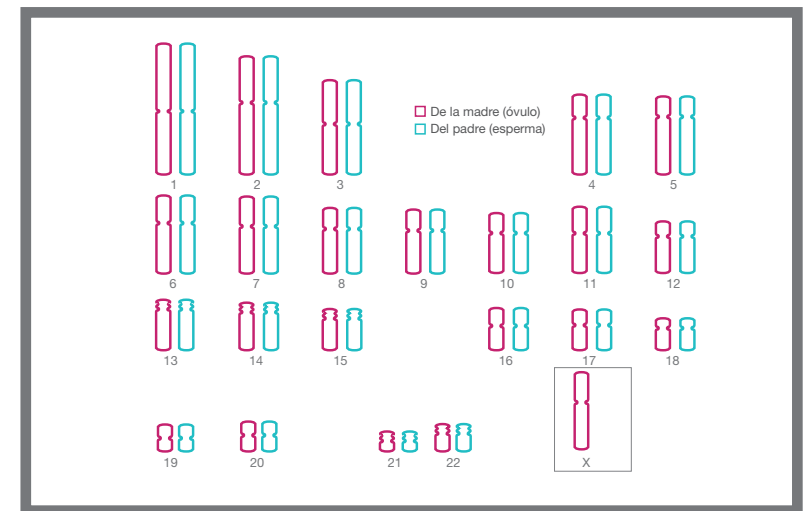 De la madre (óvulo)
Del padre (esperma)
1 2 3 4 5
6 7 8 9 10 11 12
13 14 15 16 17 18
19 20 21 22 X